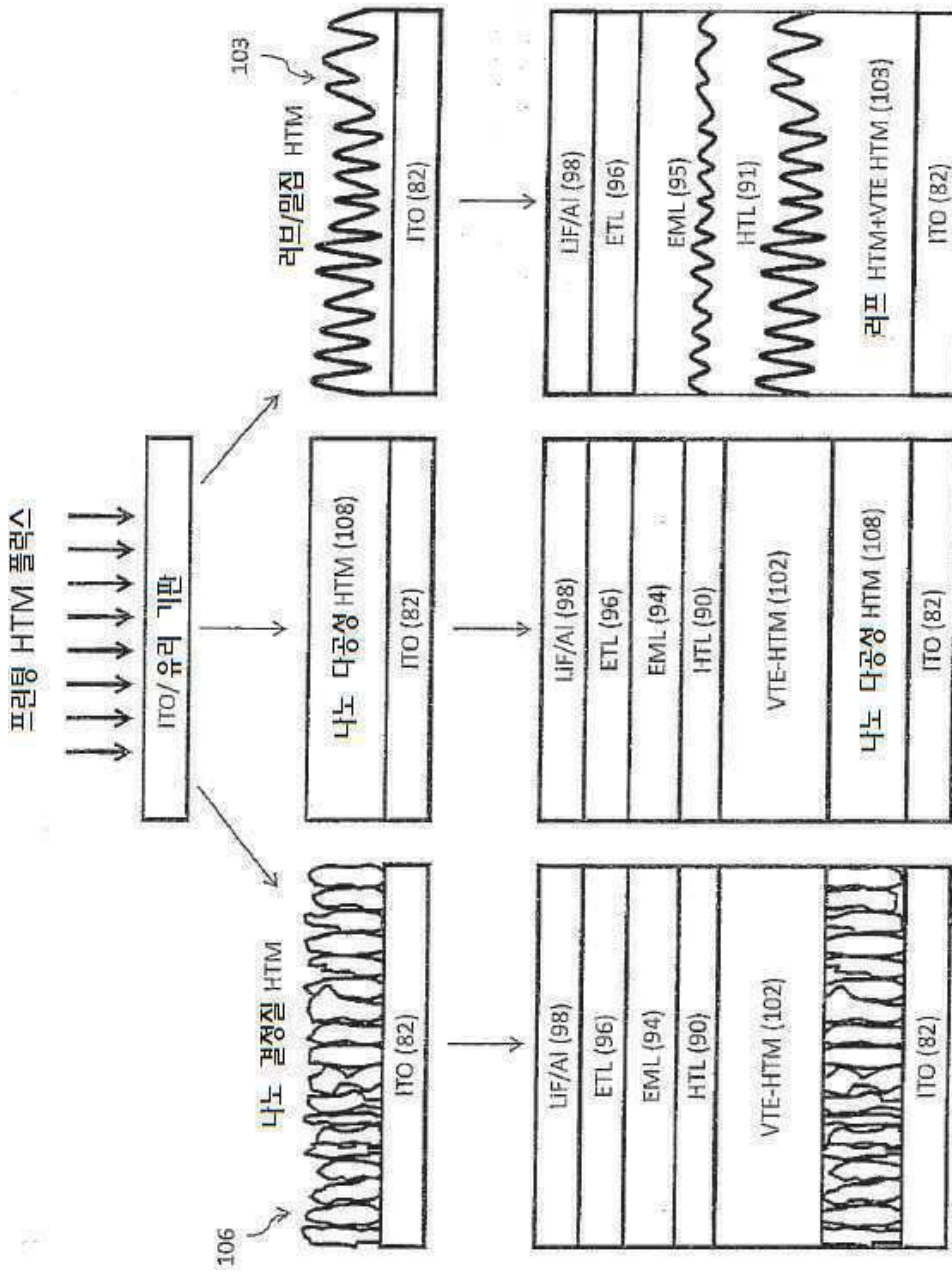 프린팅 HTM 플럭스
ITO/유리 기판
106
나노 결정질 HTM
ITO (82)
나노 다공성 HTM (108)
ITO (82)
러브/밀집 HTM
103
ITO (82)
LiF/Al (98)
ETL (96)
EML (94)
HTL (90)
VTE-HTM (102)
ITO (82)
LiF/Al (98)
ETL (96)
EML (94)
HTL (90)
VTE-HTM (102)
나노 다공성 HTM (108)
ITO (82)
LiF/Al (98)
ETL (96)
EML (95)
HTL (91)
러프 HTM+VTE HTM (103)
ITO (82)